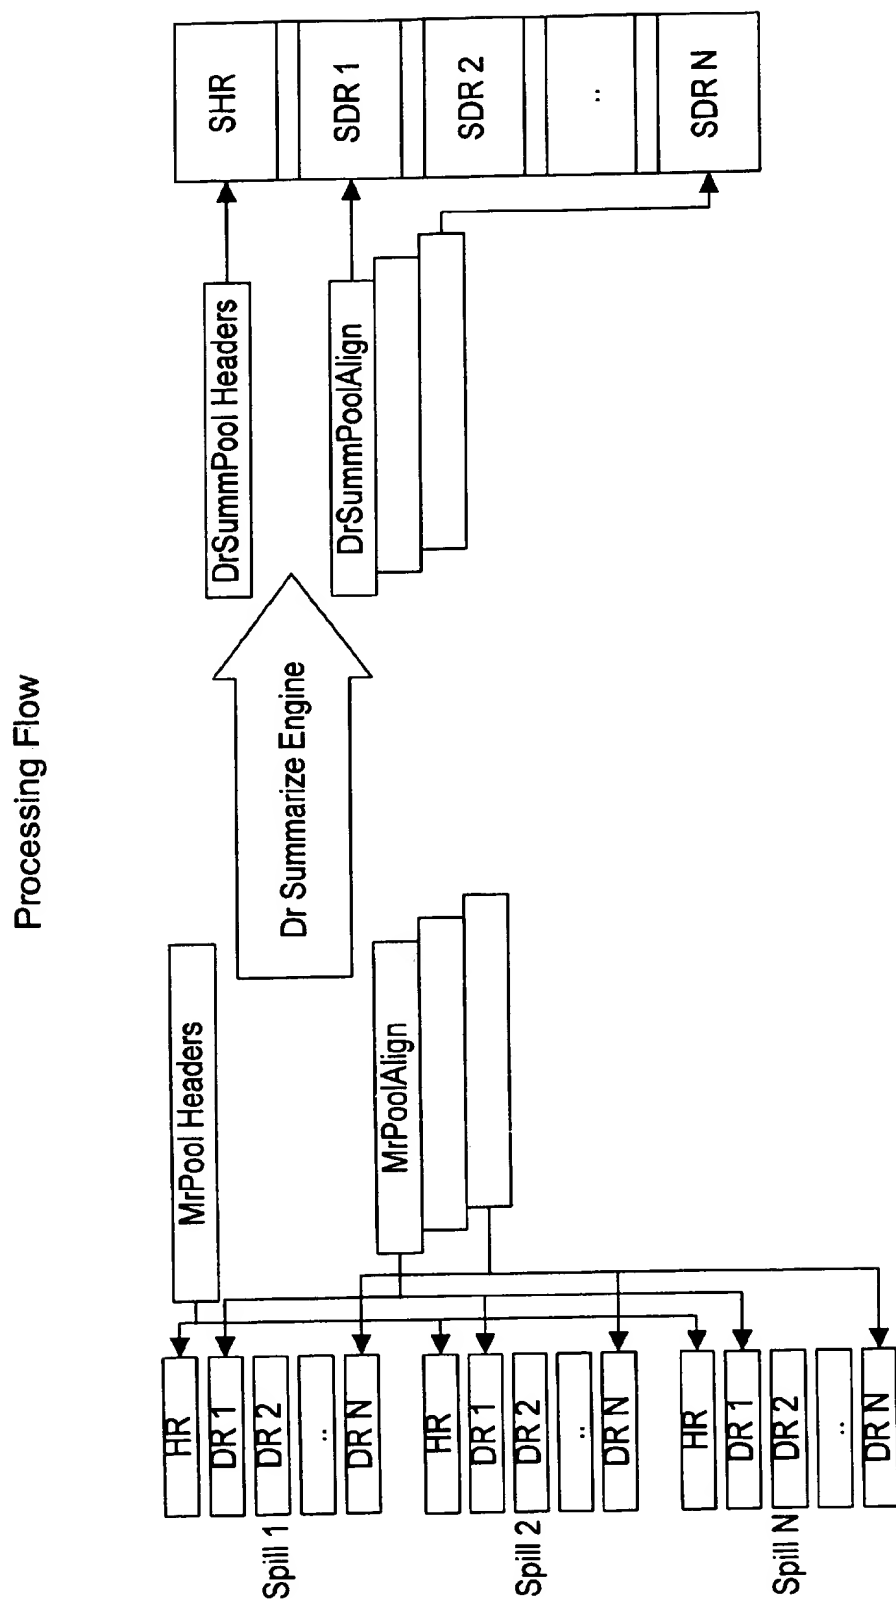 Processing Flow
Spill 1
HR
DR 1
DR 2
..
DR N
Spill 2
HR
DR 1
DR 2
..
DR N
Spill N
HR
DR 1
DR 2
..
DR N
MrPool Headers
MrPoolAlign
Dr Summarize Engine
DrSummPool Headers
DrSummPoolAlign
SHR
SDR 1
SDR 2
..
SDR N